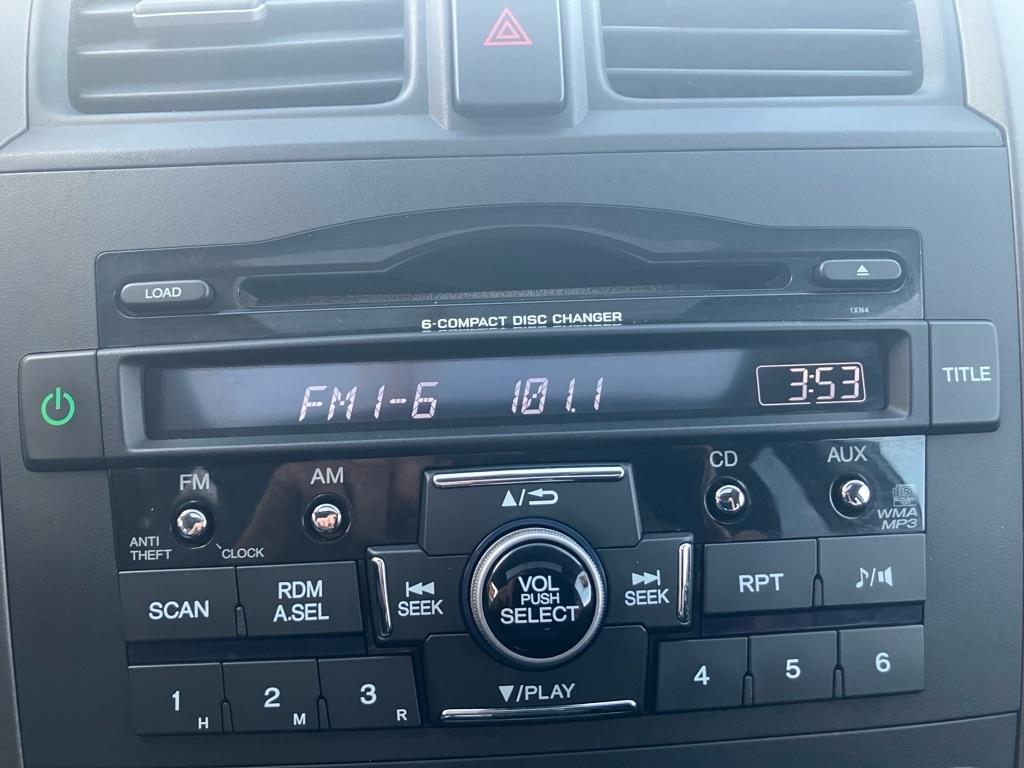 LOAD
6-COMPACT DISC CHANGER
1XN4
FM1-6 101.1 3:53
TITLE
FM
AM
CD
AUX
ANTI
THEFT
CLOCK
WMA
MP3
SCAN
RDM
A.SEL
SEEK
VOL
PUSH
SELECT
SEEK
RPT
1 H
2 M
3 R
/PLAY
4
5
6